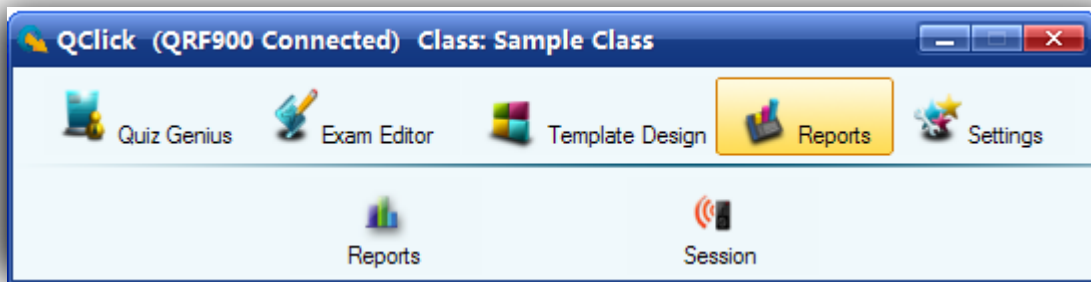 QClick (QRF900 Connected) Class: Sample Class
Quiz Genius Exam Editor Template Design Reports Settings
Reports Session